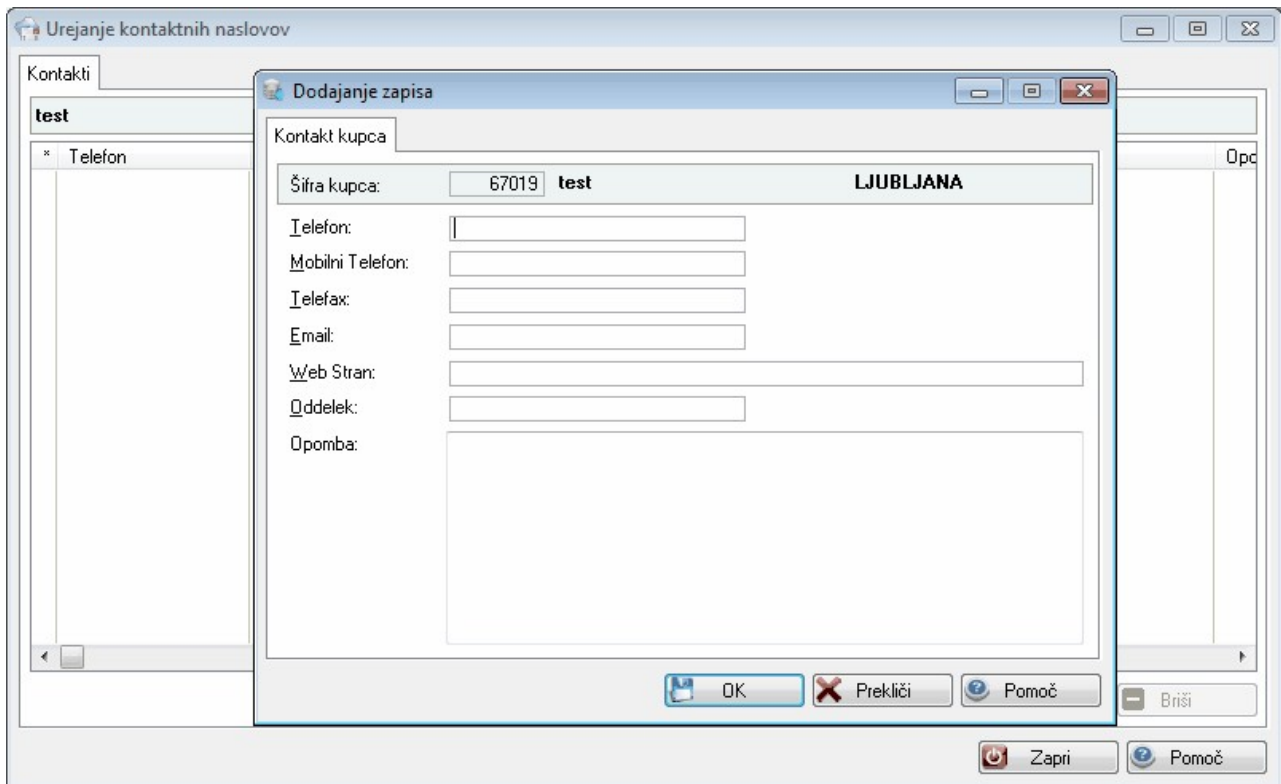 Urejanje kontaktnih naslovov
Kontakti
test
* Telefon
Opo
Dodajanje zapisa
Kontakt kupca
Šifra kupca: 67019 test LJUBLJANA
Telefon:
Mobilni Telefon:
Telefax:
Email:
Web Stran:
Oddelek:
Opomba:
OK Prekliči Pomoč
Briši
Zapri Pomoč